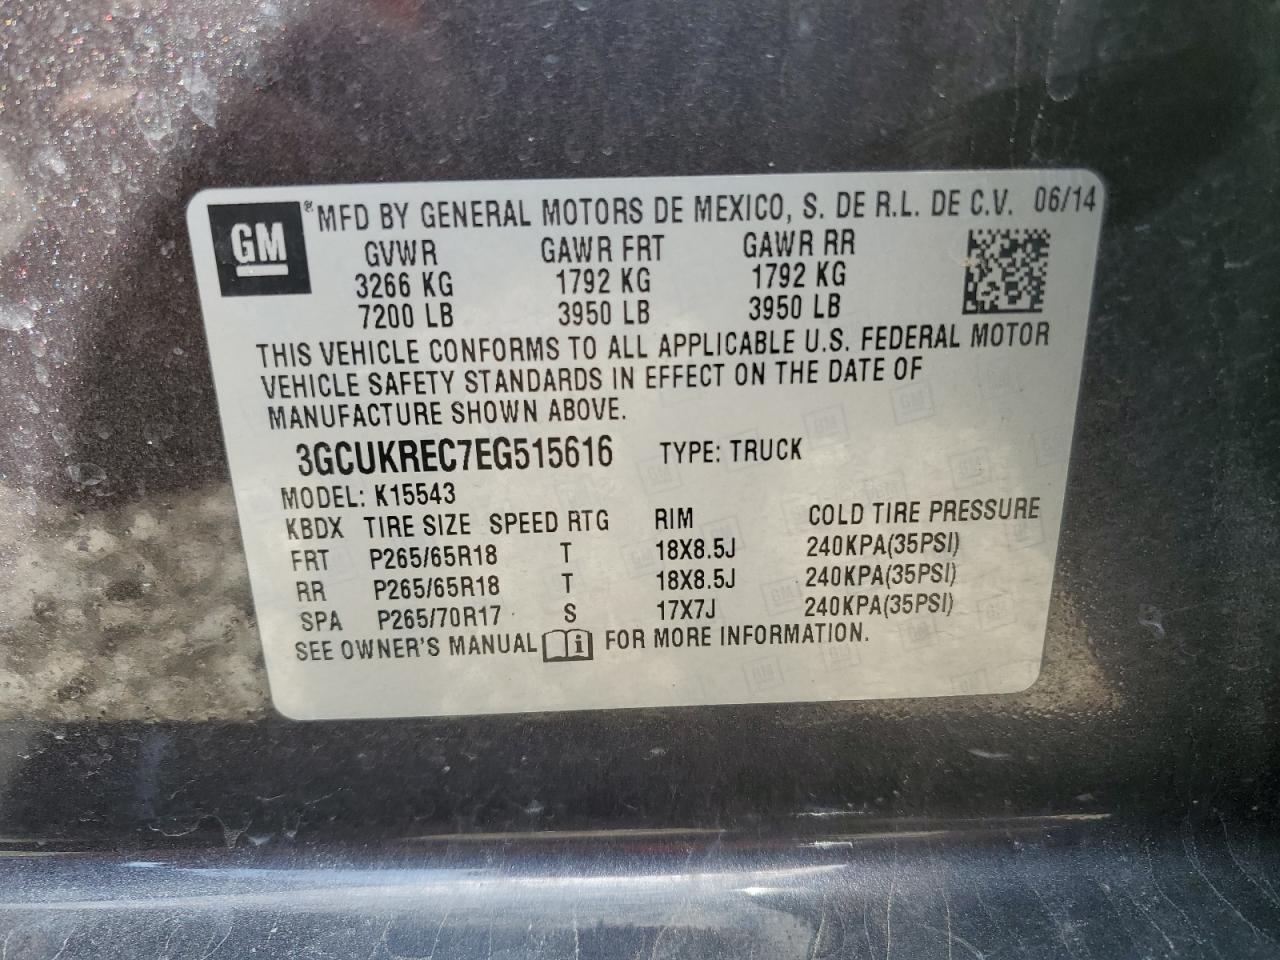 GM ® MFD BY GENERAL MOTORS DE MEXICO, S. DE R.L. DE C.V. 06/14
GVWR GAWR FRT GAWR RR
3266 KG 1792 KG 1792 KG
7200 LB 3950 LB 3950 LB
THIS VEHICLE CONFORMS TO ALL APPLICABLE U.S. FEDERAL MOTOR
VEHICLE SAFETY STANDARDS IN EFFECT ON THE DATE OF
MANUFACTURE SHOWN ABOVE.
3GCUKREC7EG515616 TYPE: TRUCK
MODEL: K15543
KBDX TIRE SIZE SPEED RTG RIM COLD TIRE PRESSURE
FRT P265/65R18 T 18X8.5J 240KPA(35PSI)
RR P265/65R18 T 18X8.5J 240KPA(35PSI)
SPA P265/70R17 S 17X7J 240KPA(35PSI)
SEE OWNER'S MANUAL i FOR MORE INFORMATION.